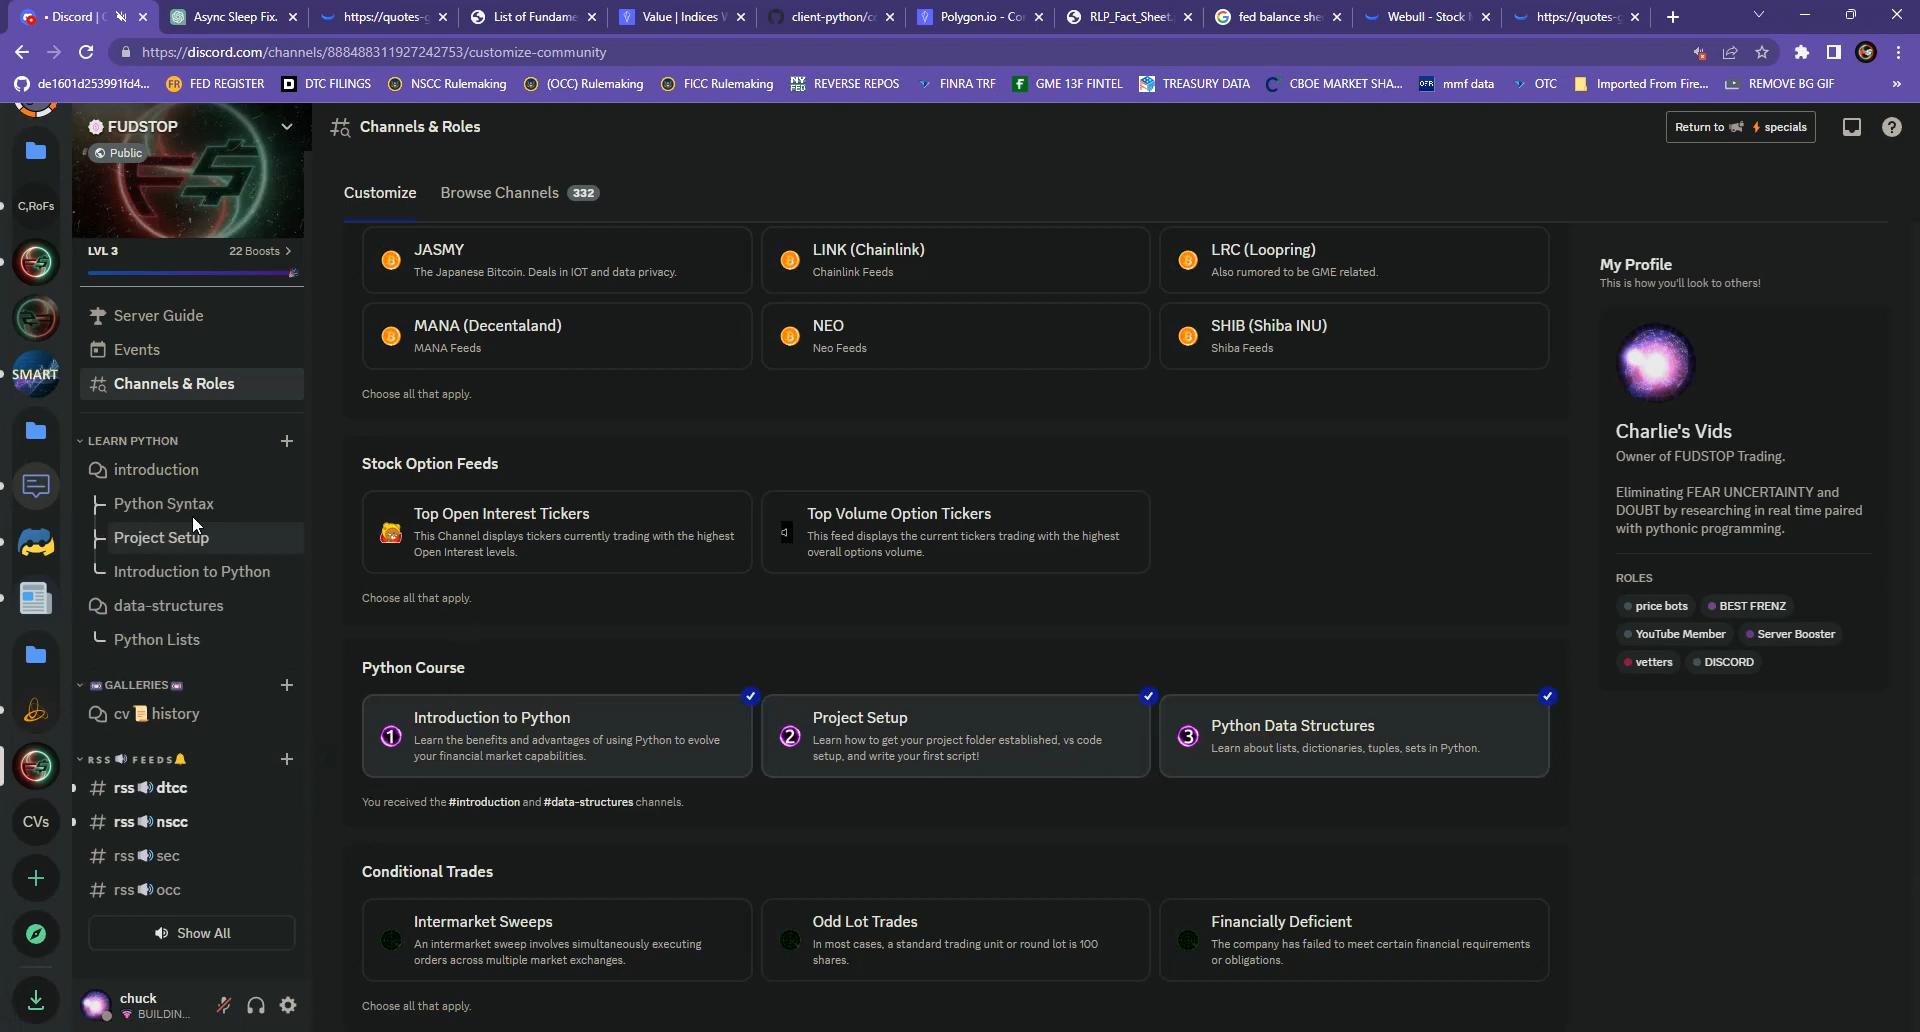 Discord | C
Async Sleep Fix.
https://quotes-g
List of Fundame
Value | Indices V
client-python/cc
Polygon.io - Co
RLP_Fact_Sheet.
fed balance she
Webull - Stock
https://quotes-g
https://discord.com/channels/888488311927242753/customize-community
de1601d253991fd4...
FED REGISTER
DTC FILINGS
NSCC Rulemaking
(OCC) Rulemaking
FICC Rulemaking
REVERSE REPOS
FINRA TRF
GME 13F FINTEL
TREASURY DATA
CBOE MARKET SHA...
mmf data
OTC
Imported From Fire...
REMOVE BG GIF
FUDSTOP
Public
LVL 3
22 Boosts
Server Guide
Events
Channels & Roles
LEARN PYTHON
introduction
Python Syntax
Project Setup
Introduction to Python
data-structures
Python Lists
GALLERIES
cv📜history
RSS🔊FEEDS🔔
rss🔊dtcc
rss🔊nscc
rss🔊sec
rss🔊occ
Show All
chuck
BUILDIN...
C,RoFs
SMART
CVs
Channels & Roles
Return to specials
Customize
Browse Channels 332
JASMY
The Japanese Bitcoin. Deals in IOT and data privacy.
LINK (Chainlink)
Chainlink Feeds
LRC (Loopring)
Also rumored to be GME related.
MANA (Decentaland)
MANA Feeds
NEO
Neo Feeds
SHIB (Shiba INU)
Shiba Feeds
Choose all that apply.
Stock Option Feeds
Top Open Interest Tickers
This Channel displays tickers currently trading with the highest
Open Interest levels.
Top Volume Option Tickers
This feed displays the current tickers trading with the highest
overall options volume.
Choose all that apply.
Python Course
1
Introduction to Python
Learn the benefits and advantages of using Python to evolve
your financial market capabilities.
2
Project Setup
Learn how to get your project folder established, vs code
setup, and write your first script!
3
Python Data Structures
Learn about lists, dictionaries, tuples, sets in Python.
You received the #introduction and #data-structures channels.
Conditional Trades
Intermarket Sweeps
An intermarket sweep involves simultaneously executing
orders across multiple market exchanges.
Odd Lot Trades
In most cases, a standard trading unit or round lot is 100
shares.
Financially Deficient
The company has failed to meet certain financial requirements
or obligations.
Choose all that apply.
My Profile
This is how you'll look to others!
Charlie's Vids
Owner of FUDSTOP Trading.
Eliminating FEAR UNCERTAINTY and
DOUBT by researching in real time paired
with pythonic programming.
ROLES
price bots
BEST FRENZ
YouTube Member
Server Booster
vetters
DISCORD